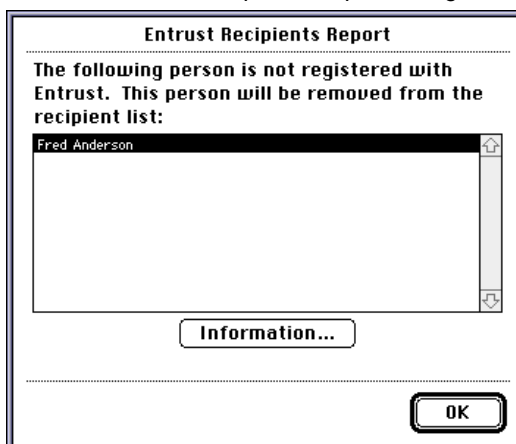 Entrust Recipients Report
The following person is not registered with
Entrust. This person will be removed from the
recipient list:
Fred Anderson
Information...
OK